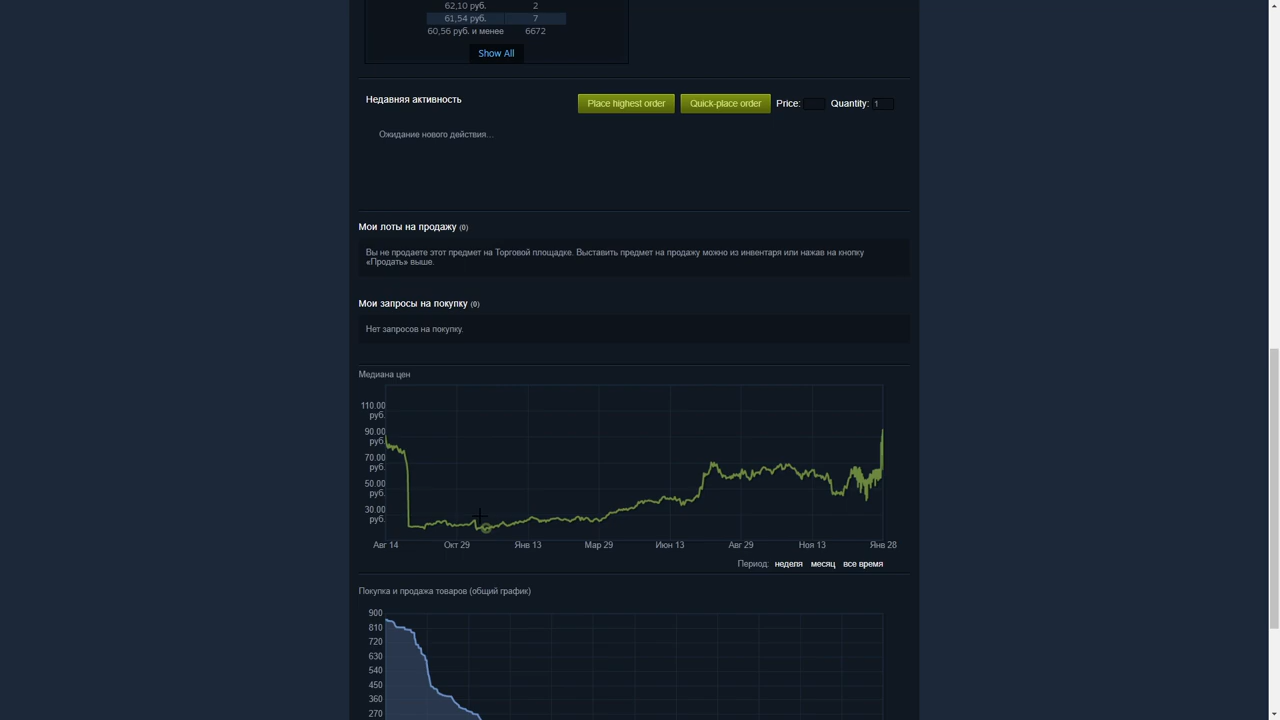 62,10 руб. 2
61,54 руб. 7
60,56 руб. и менее 6672
Show All
Недавняя активность
Place highest order Quick-place order Price: Quantity: 1
Ожидание нового действия...
Мои лоты на продажу (0)
Вы не продаете этот предмет на Торговой площадке. Выставить предмет на продажу можно из инвентаря или нажав на кнопку
«Продать» выше.
Мои запросы на покупку (0)
Нет запросов на покупку.
Медиана цен
110.00
руб.
90.00
руб.
70.00
руб.
50.00
руб.
30.00
руб.
Авг 14 Окт 29 Янв 13 Мар 29 Июн 13 Авг 29 Ноя 13 Янв 28
Период: неделя месяц все время
Покупка и продажа товаров (общий график)
900
810
720
630
540
450
360
270